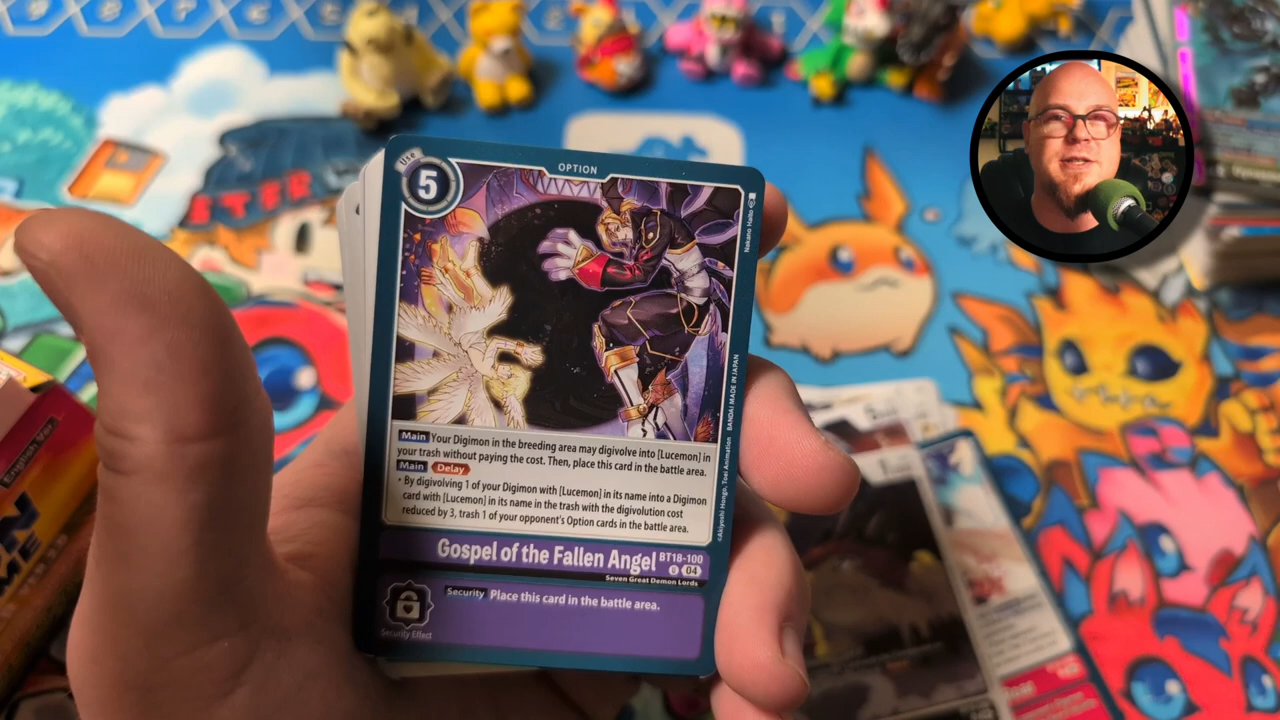 Use
5
OPTION
Nakano Haito
Main Your Digimon in the breeding area may digivolve into [Lucemon] in
your trash without paying the cost. Then, place this card in the battle area.
Main Delay
• By digivolving 1 of your Digimon with [Lucemon] in its name into a Digimon
card with [Lucemon] in its name in the trash with the digivolution cost
reduced by 3, trash 1 of your opponent's Option cards in the battle area.
©Akiyoshi Hongo, Toei Animation BANDAI MADE IN JAPAN
Gospel of the Fallen Angel BT18-100
U 04
Seven Great Demon Lords
Security Place this card in the battle area.
Security Effect
English Ver.